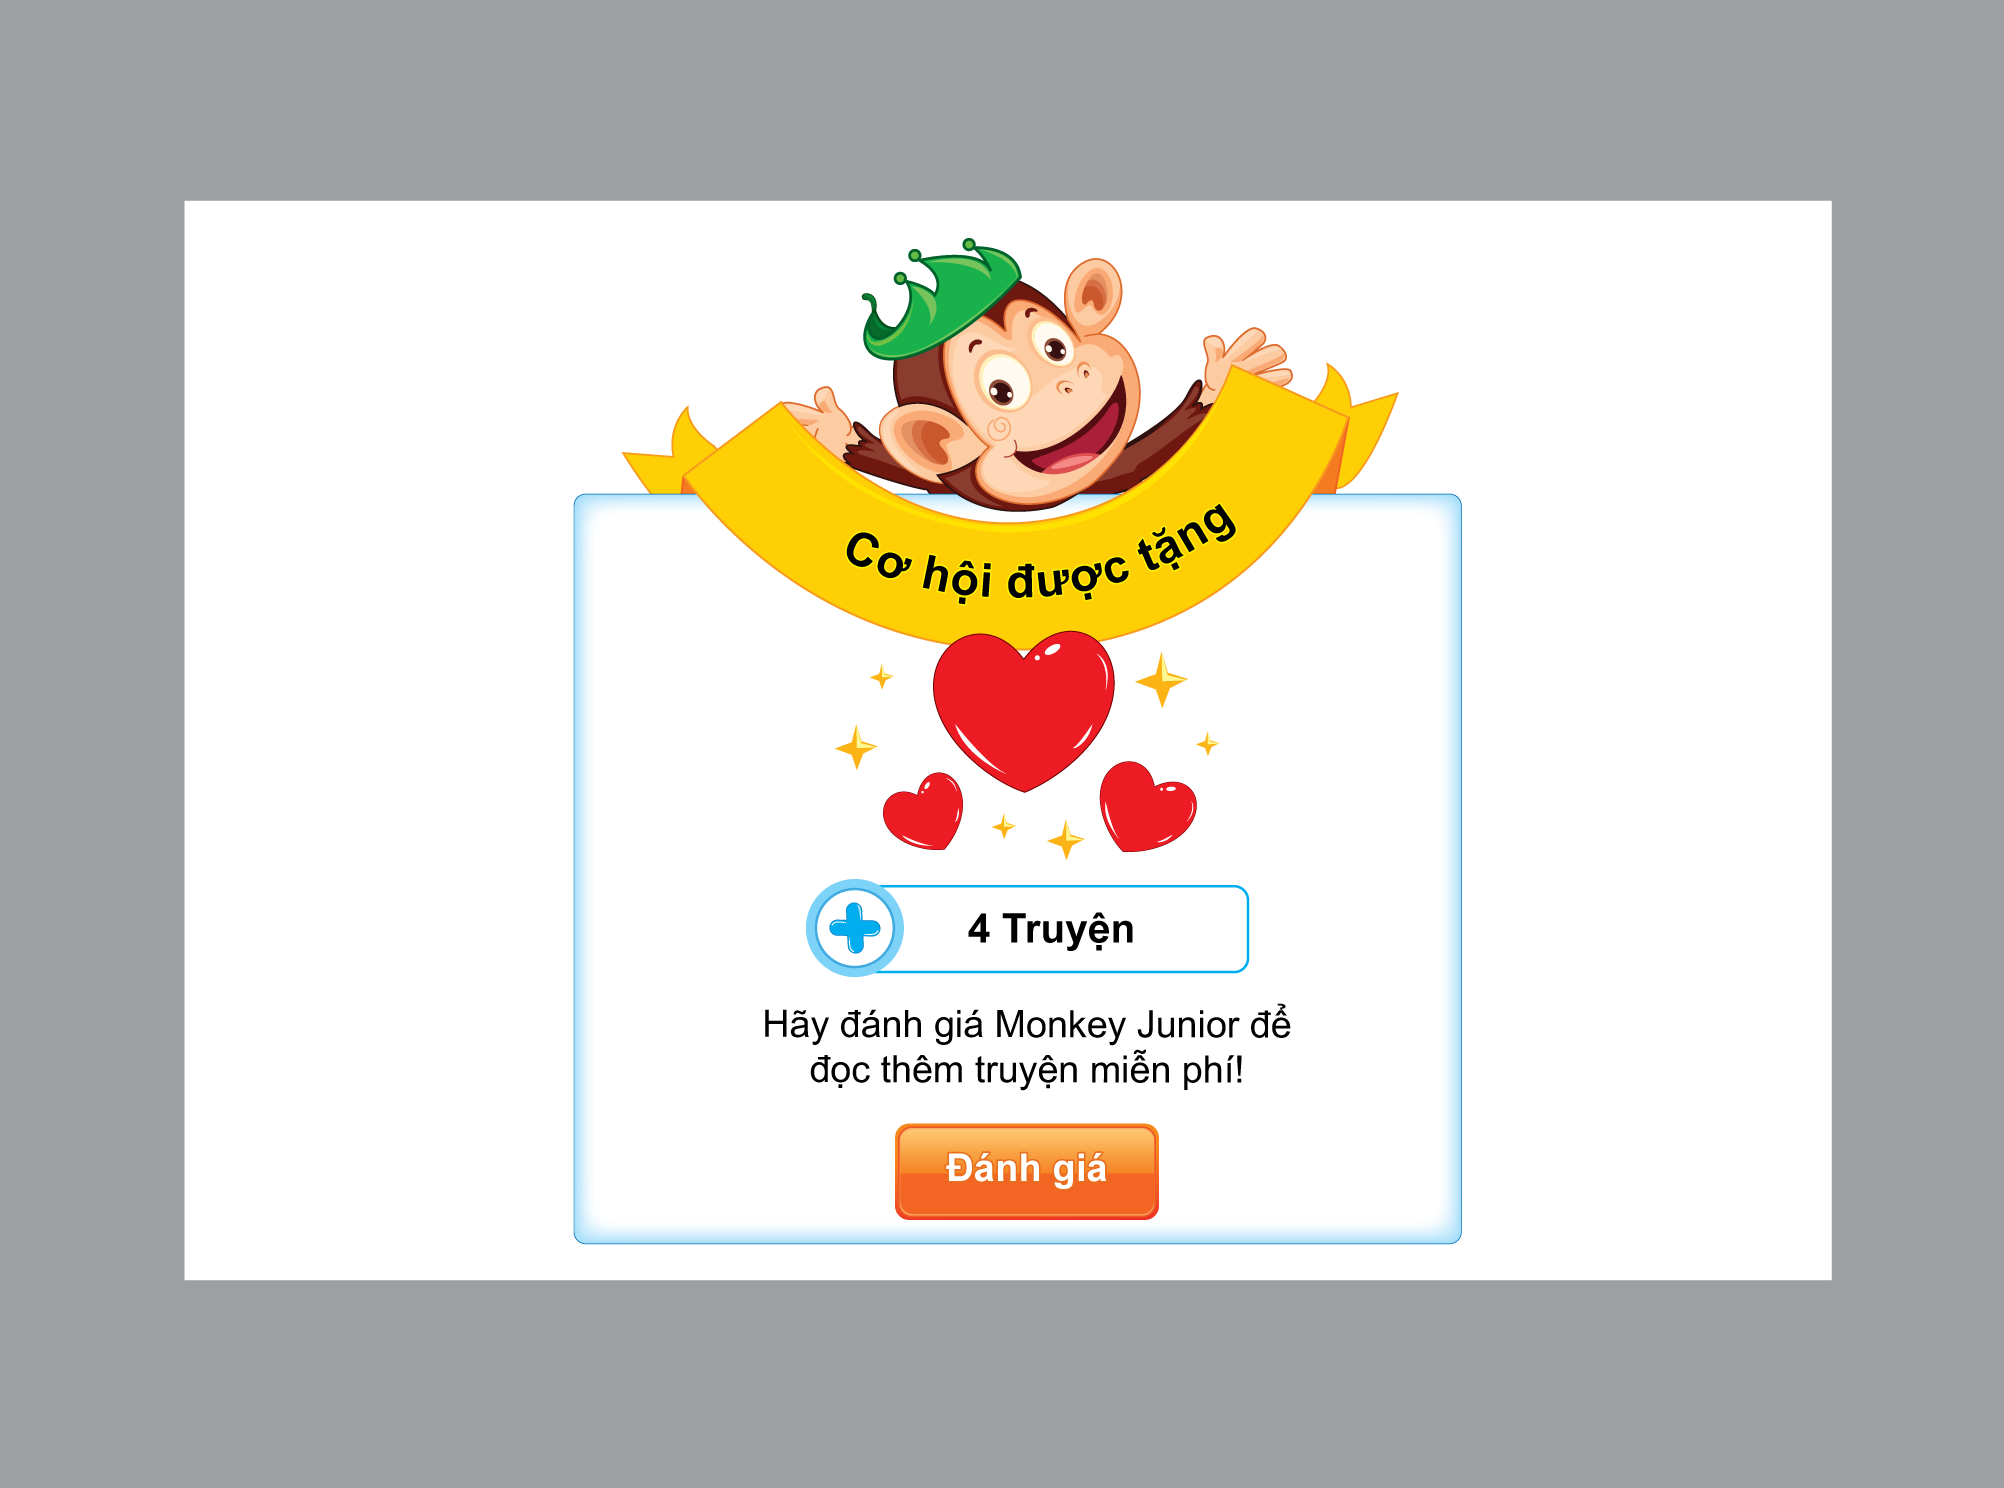 Cơ hội được tặng
4 Truyện
Hãy đánh giá Monkey Junior để
đọc thêm truyện miễn phí!
Đánh giá